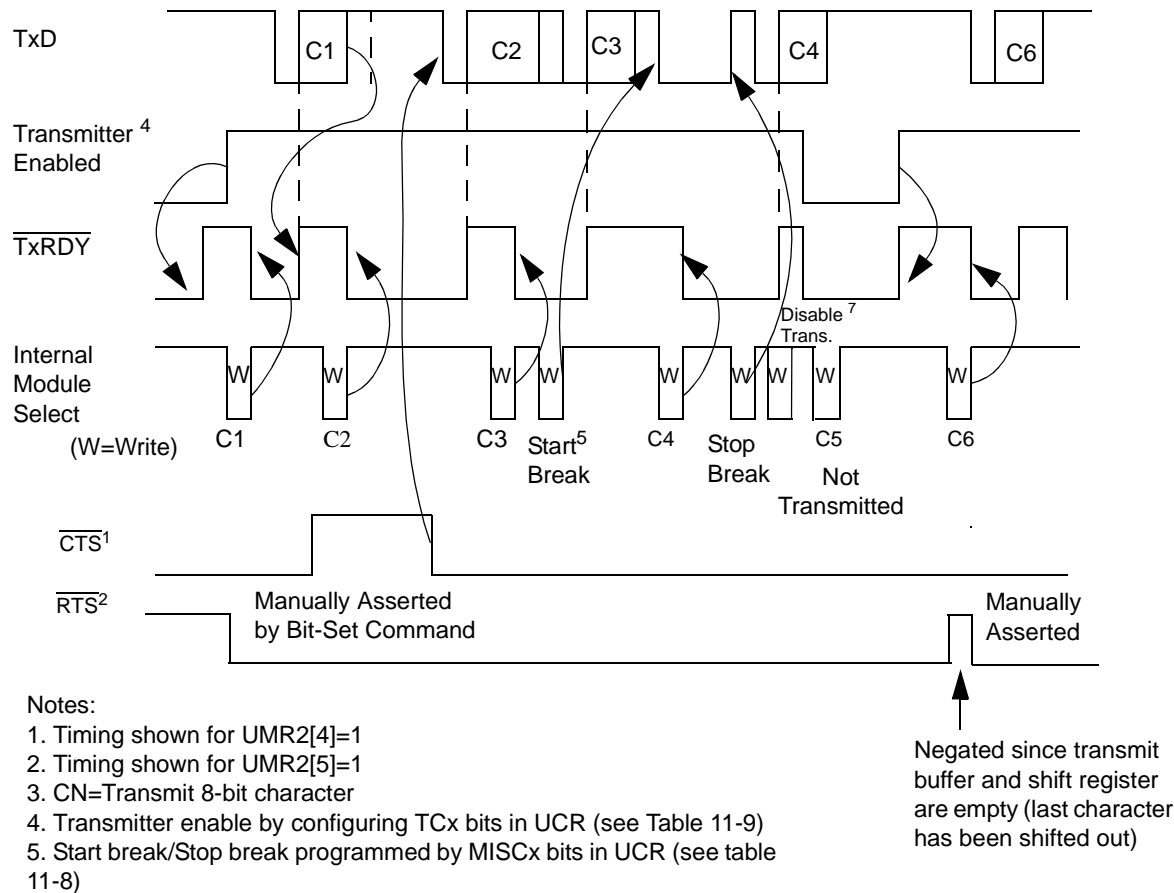 TxD
C1
C2
C3
C4
C6
Transmitter 4
Enabled
TxRDY
Disable 7
Trans.
Internal
Module
Select
W
W
W
W
W
W
W
W
W
(W=Write)
C1
C2
C3
Start5
Break
C4
Stop
Break
C5
Not
Transmitted
C6
CTS1
RTS2
Manually Asserted
by Bit-Set Command
Manually
Asserted
Negated since transmit
buffer and shift register
are empty (last character
has been shifted out)
Notes:
1. Timing shown for UMR2[4]=1
2. Timing shown for UMR2[5]=1
3. CN=Transmit 8-bit character
4. Transmitter enable by configuring TCx bits in UCR (see Table 11-9)
5. Start break/Stop break programmed by MISCx bits in UCR (see table
11-8)